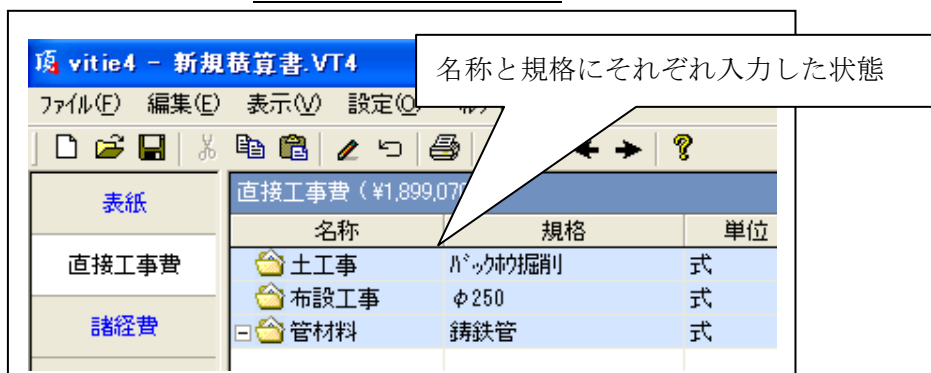 頂 vitie4 - 新規積算書.VT4
名称と規格にそれぞれ入力した状態
ファイル(F) 編集(E) 表示(V) 設定(O)
表紙
直接工事費
諸経費
直接工事費 (¥1,899,070
名称 規格 単位
土工事 バックホウ掘削 式
布設工事 φ250 式
管材料 鋳鉄管 式